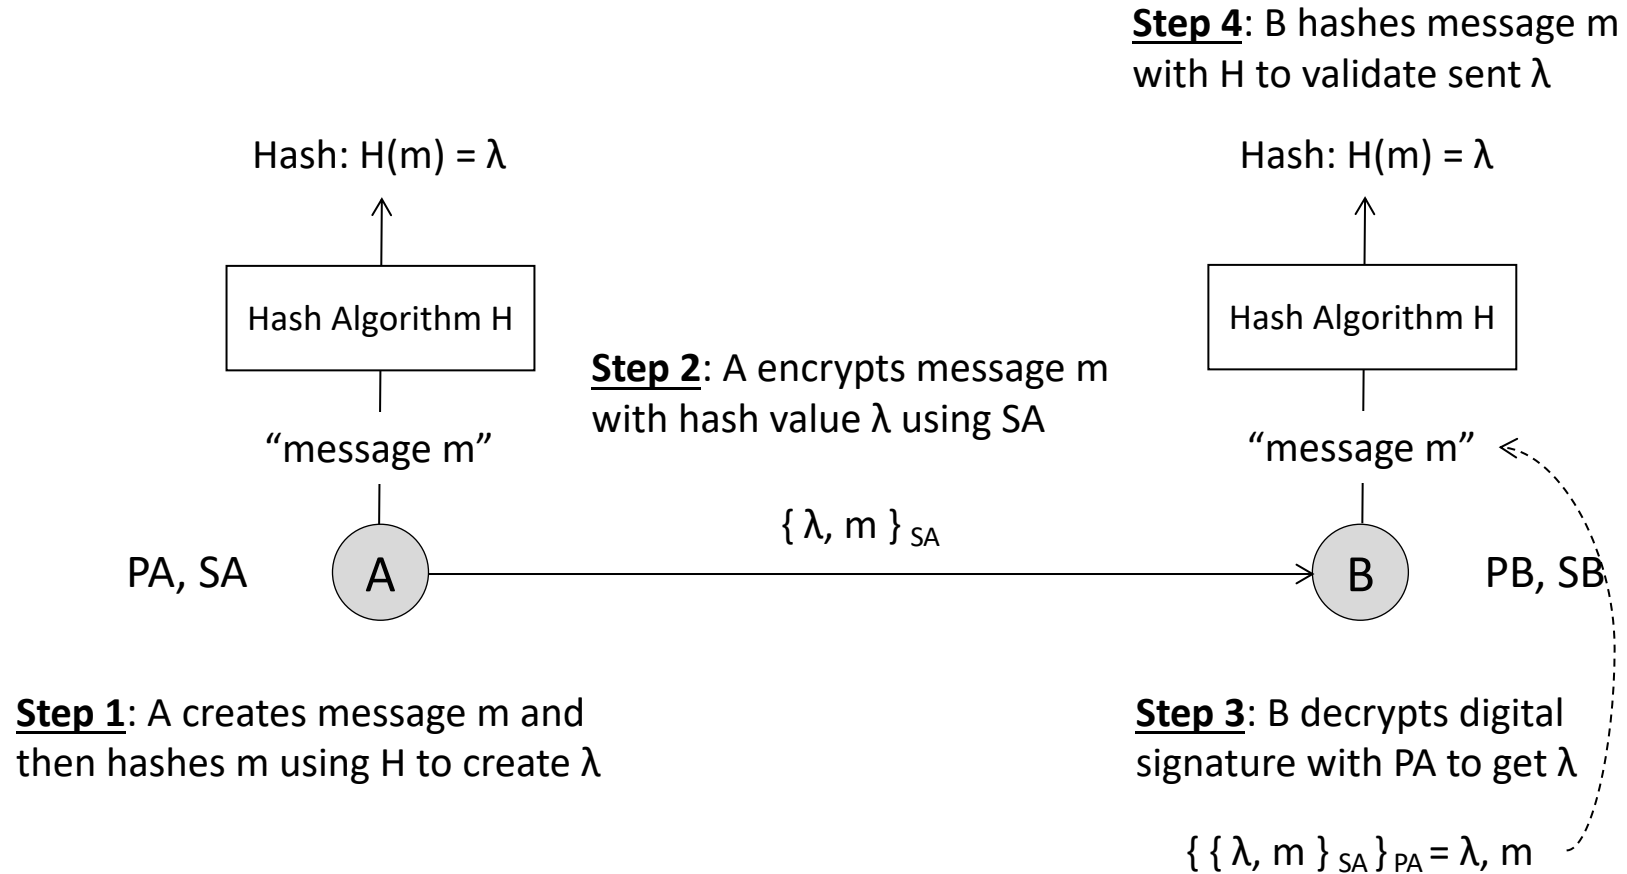 Step 4: B hashes message m
with H to validate sent λ
Hash: H(m) = λ
Hash: H(m) = λ
Hash Algorithm H
Hash Algorithm H
Step 2: A encrypts message m
with hash value λ using SA
“message m”
“message m”
{ λ, m } SA
PA, SA
A
B
PB, SB
Step 1: A creates message m and
then hashes m using H to create λ
Step 3: B decrypts digital
signature with PA to get λ
{ { λ, m } SA } PA = λ, m